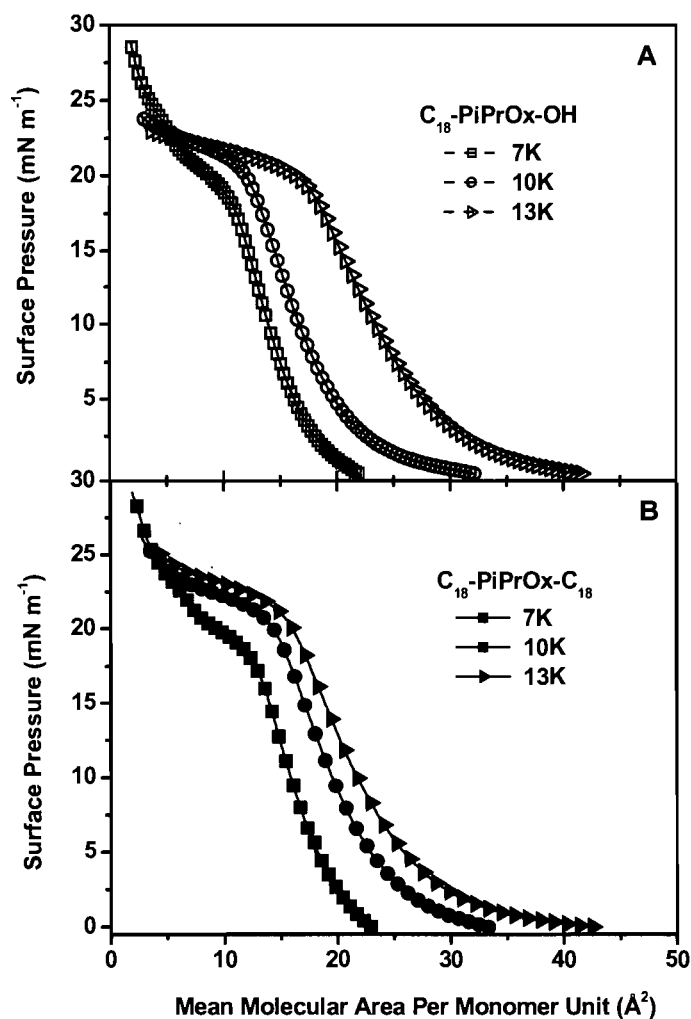 30
A
25
C18-PiPrOx-OH
7K
10K
13K
20
15
10
5
Surface Pressure (mN m-1)
30
B
25
C18-PiPrOx-C18
7K
10K
13K
20
15
10
5
0
Surface Pressure (mN m-1)
0 10 20 30 40 50
Mean Molecular Area Per Monomer Unit (Å2)